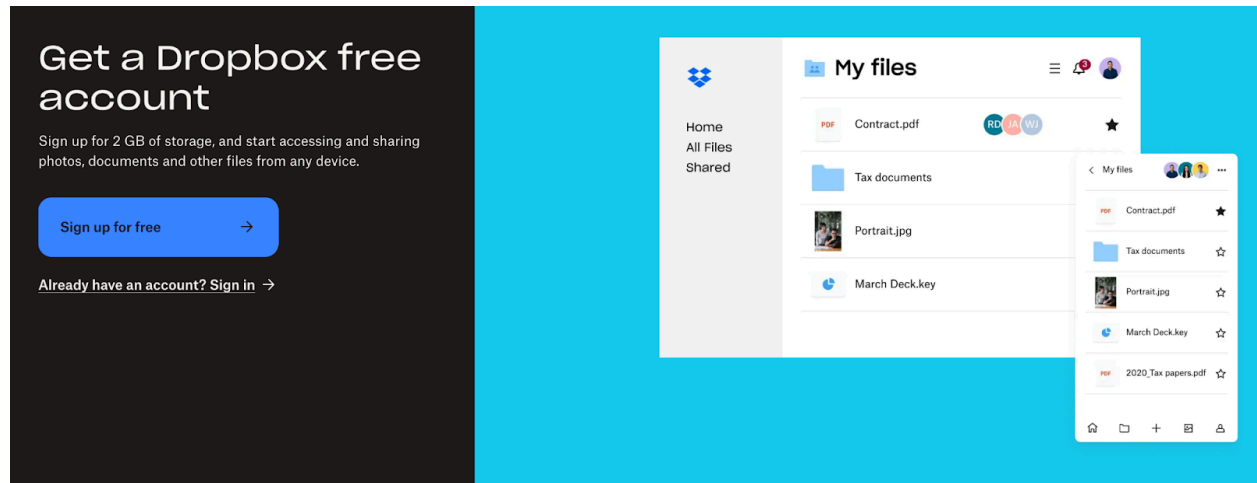 Get a Dropbox free
account
Sign up for 2 GB of storage, and start accessing and sharing
photos, documents and other files from any device.
Sign up for free
Already have an account? Sign in
My files
3
Home
All Files
Shared
PDF
Contract.pdf
RD
JA
WJ
Tax documents
Portrait.jpg
March Deck.key
My files
PDF
Contract.pdf
Tax documents
Portrait.jpg
March Deck.key
PDF
2020_Tax papers.pdf